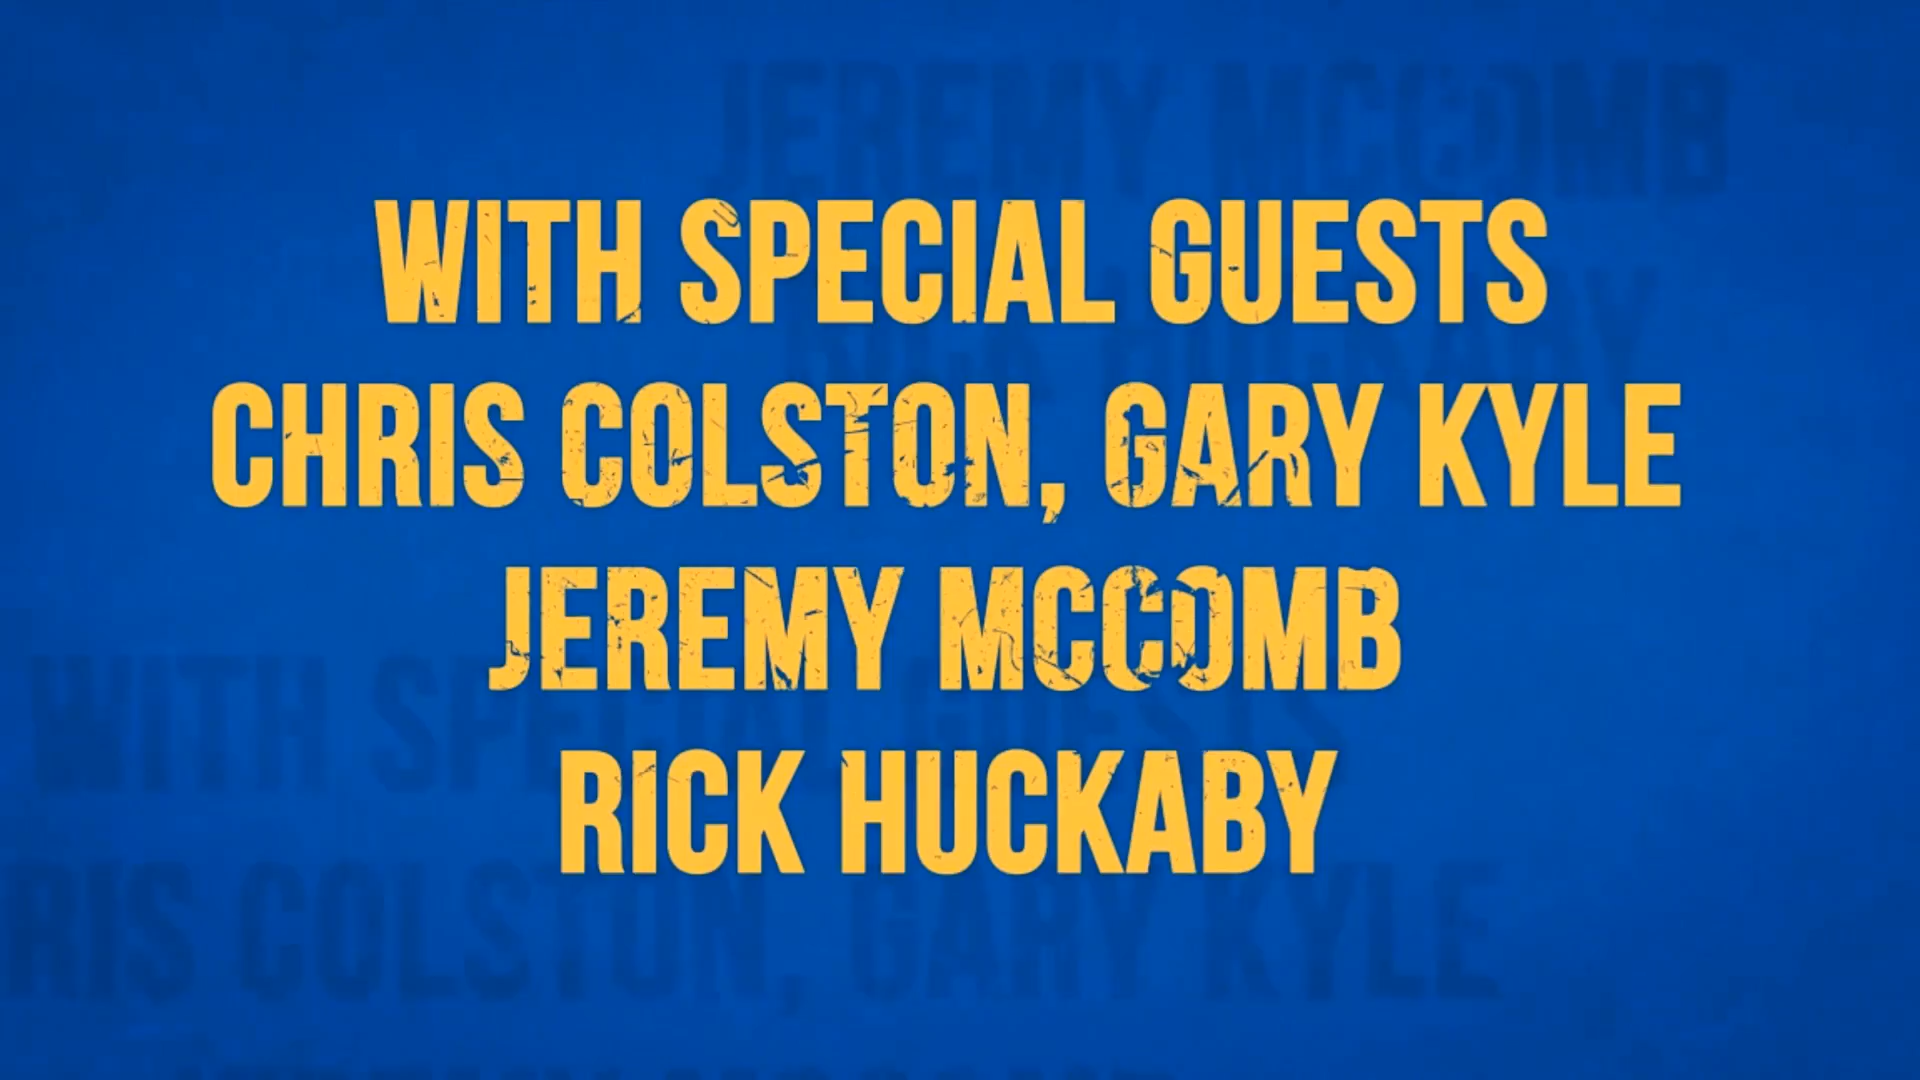 WITH SPECIAL GUESTS
CHRIS COLSTON, GARY KYLE
JEREMY MCCOMB
RICK HUCKABY